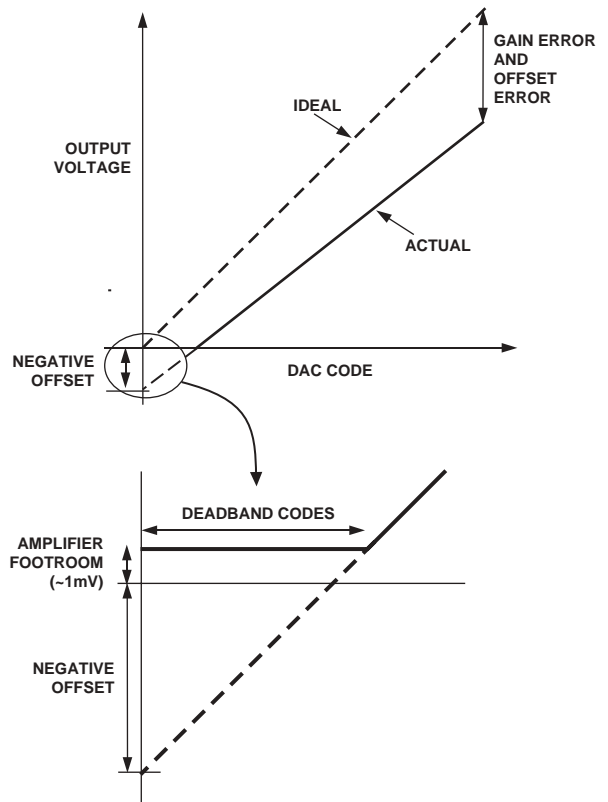 GAIN ERROR
AND
OFFSET
ERROR
IDEAL
OUTPUT
VOLTAGE
ACTUAL
NEGATIVE
OFFSET
DAC CODE
DEADBAND CODES
AMPLIFIER
FOOTROOM
(~1mV)
NEGATIVE
OFFSET